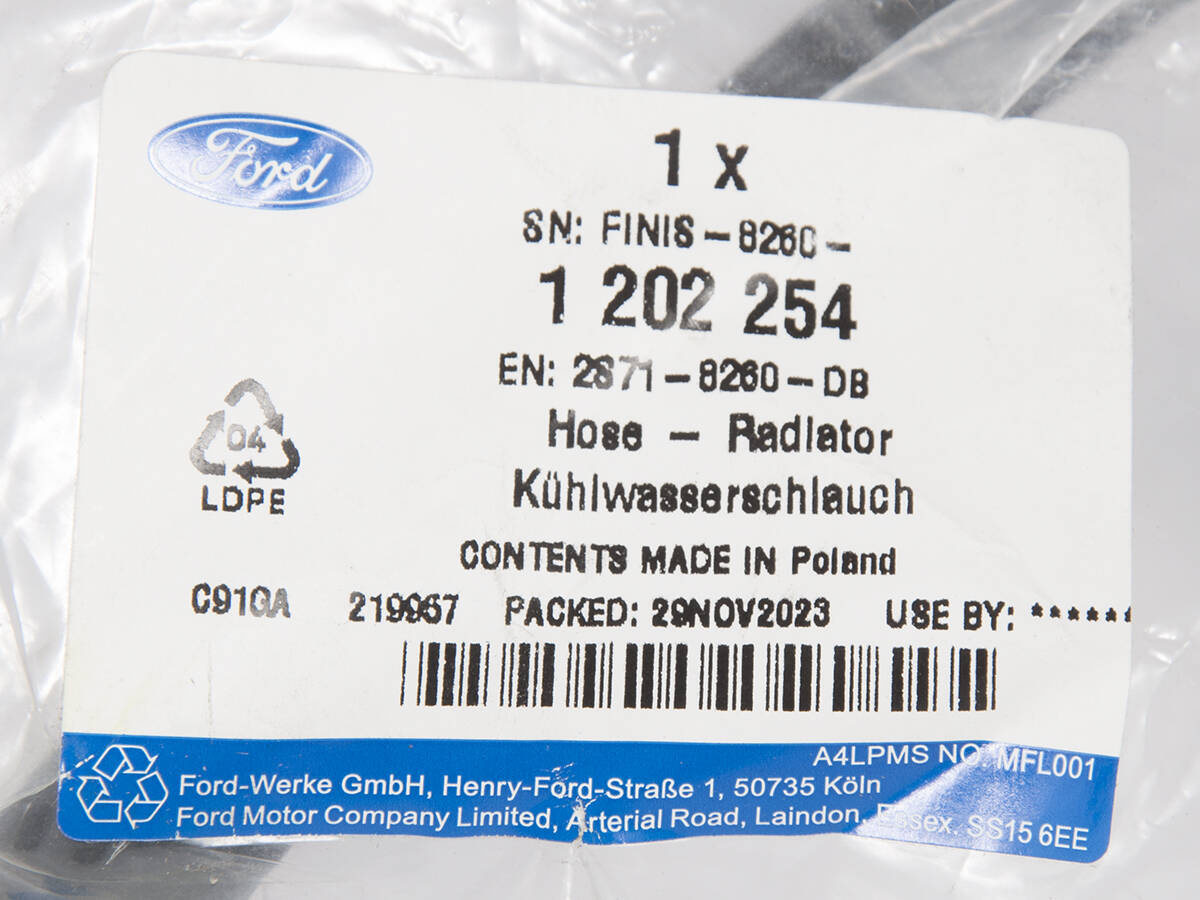 Ford
1 x
SN: FINIS-8260-
1 202 254
EN: 2S71-8260-DB
Hose - Radiator
Kühlwasserschlauch
04
LDPE
CONTENTS MADE IN Poland
C91GA 219967 PACKED: 29NOV2023 USE BY: ******
A4LPMS NO. MFL001
Ford-Werke GmbH, Henry-Ford-Straße 1, 50735 Köln
Ford Motor Company Limited, Arterial Road, Laindon, Essex. SS15 6EE